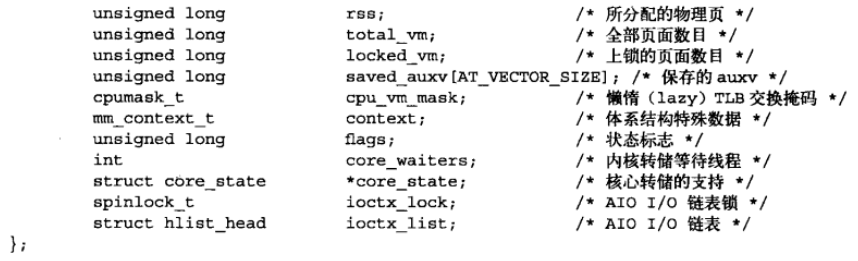 unsigned long rss; /* 所分配的物理页 */
unsigned long total_vm; /* 全部页面数目 */
unsigned long locked_vm; /* 上锁的页面数目 */
unsigned long saved_auxv[AT_VECTOR_SIZE]; /* 保存的 auxv */
cpumask_t cpu_vm_mask; /* 懒惰（lazy）TLB 交换掩码 */
mm_context_t context; /* 体系结构特殊数据 */
unsigned long flags; /* 状态标志 */
int core_waiters; /* 内核转储等待线程 */
struct core_state *core_state; /* 核心转储的支持 */
spinlock_t ioctx_lock; /* AIO I/O 链表锁 */
struct hlist_head ioctx_list; /* AIO I/O 链表 */
};